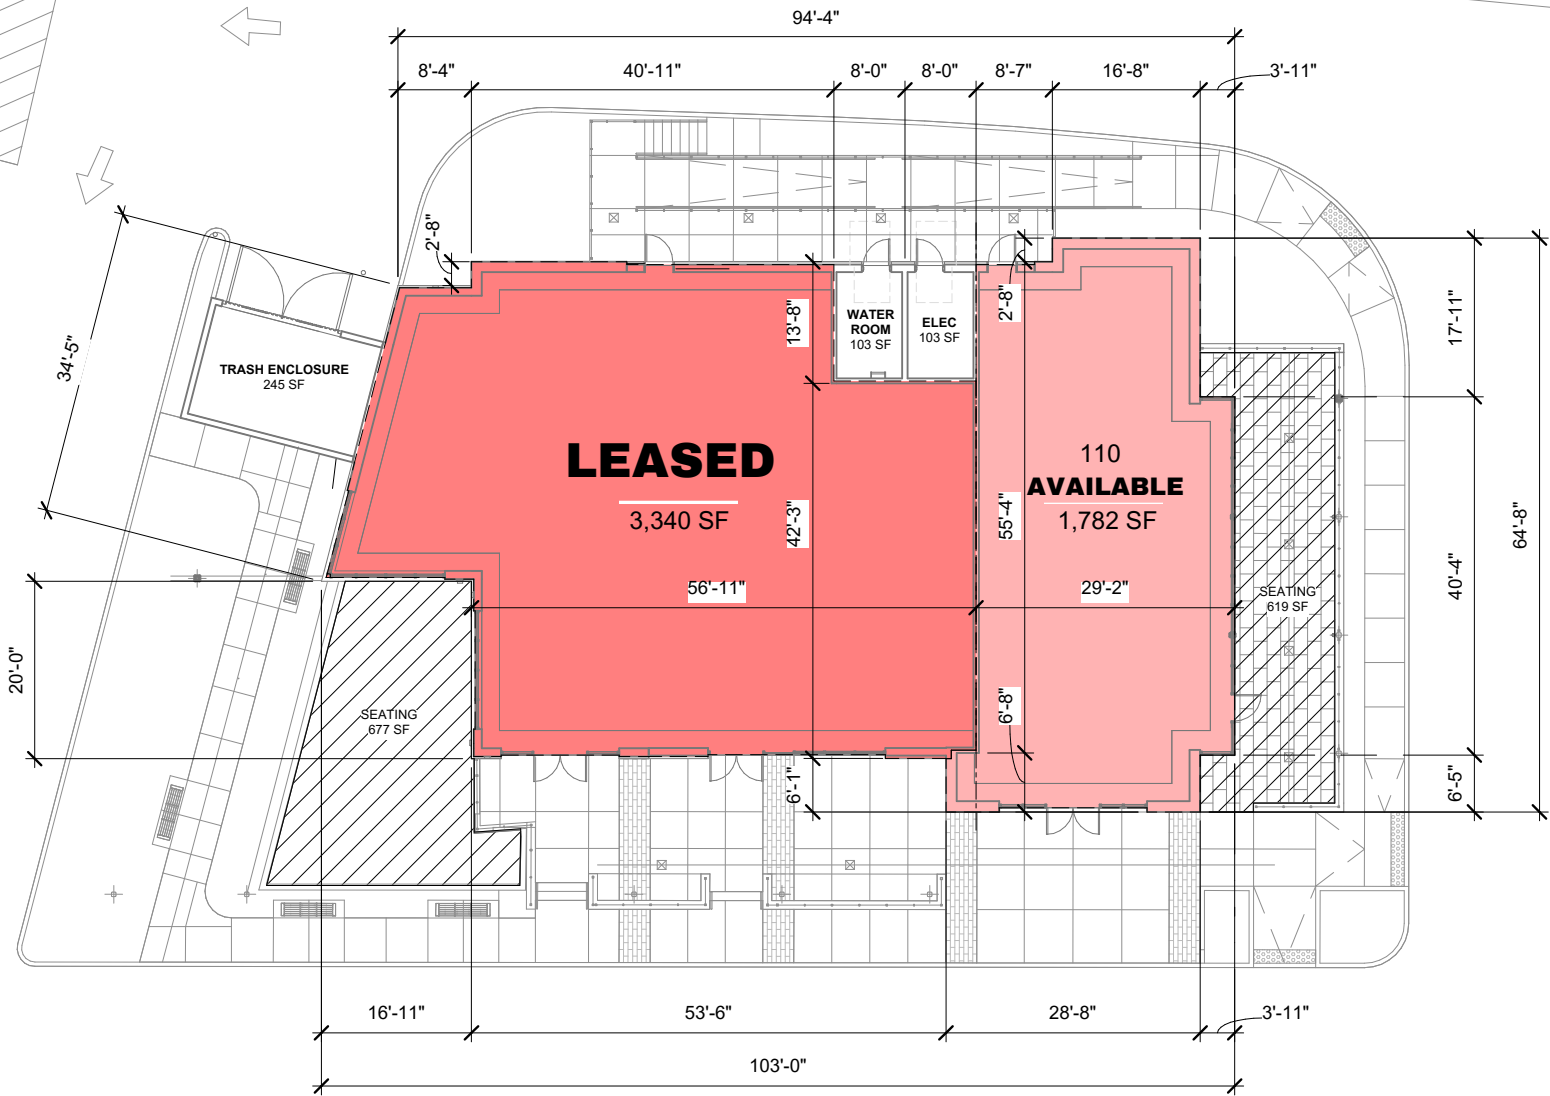 94'-4"
8'-4"
40'-11"
8'-0"
8'-0"
8'-7"
16'-8"
3'-11"
2'-8"
34'-5"
TRASH ENCLOSURE
245 SF
13'-8"
WATER
ROOM
103 SF
ELEC
103 SF
2'-8"
17'-11"
LEASED
3,340 SF
42'-3"
110
AVAILABLE
1,782 SF
55'-4"
64'-8"
56'-11"
29'-2"
SEATING
619 SF
40'-4"
20'-0"
SEATING
677 SF
6'-8"
6'-1"
6'-5"
16'-11"
53'-6"
28'-8"
3'-11"
103'-0"